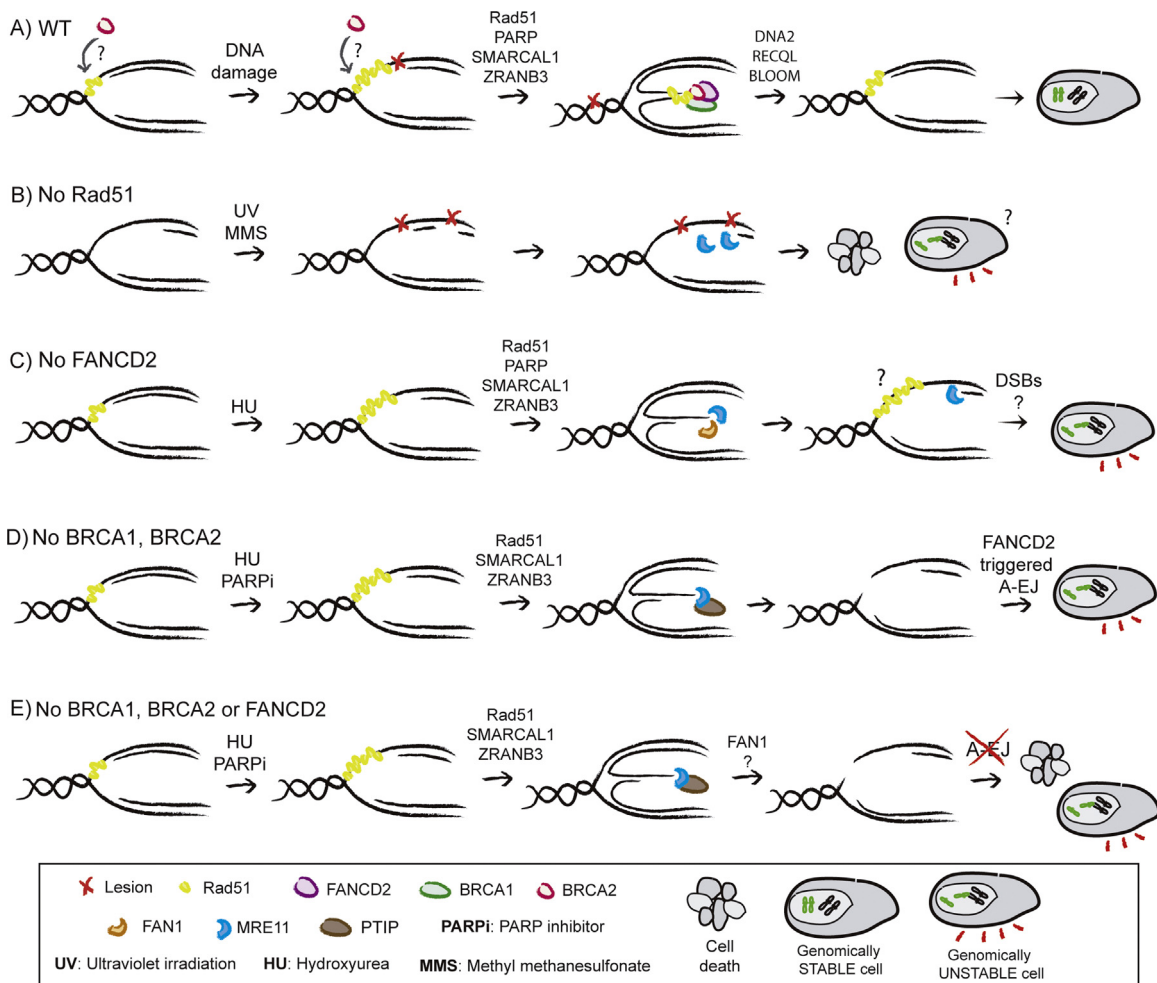 A) WT
?
DNA
damage
?
Rad51
PARP
SMARCAL1
ZRANB3
DNA2
RECQL
BLOOM
B) No Rad51
UV
MMS
?
C) No FANCD2
HU
Rad51
PARP
SMARCAL1
ZRANB3
?
DSBs
?
D) No BRCA1, BRCA2
HU
PARPi
Rad51
SMARCAL1
ZRANB3
FANCD2
triggered
A-EJ
E) No BRCA1, BRCA2 or FANCD2
HU
PARPi
Rad51
SMARCAL1
ZRANB3
FAN1
?
A-EJ
Lesion Rad51 FANCD2 BRCA1 BRCA2
FAN1 MRE11 PTIP PARPi: PARP inhibitor
UV: Ultraviolet irradiation HU: Hydroxyurea MMS: Methyl methanesulfonate
Cell
death
Genomically
STABLE cell
Genomically
UNSTABLE cell